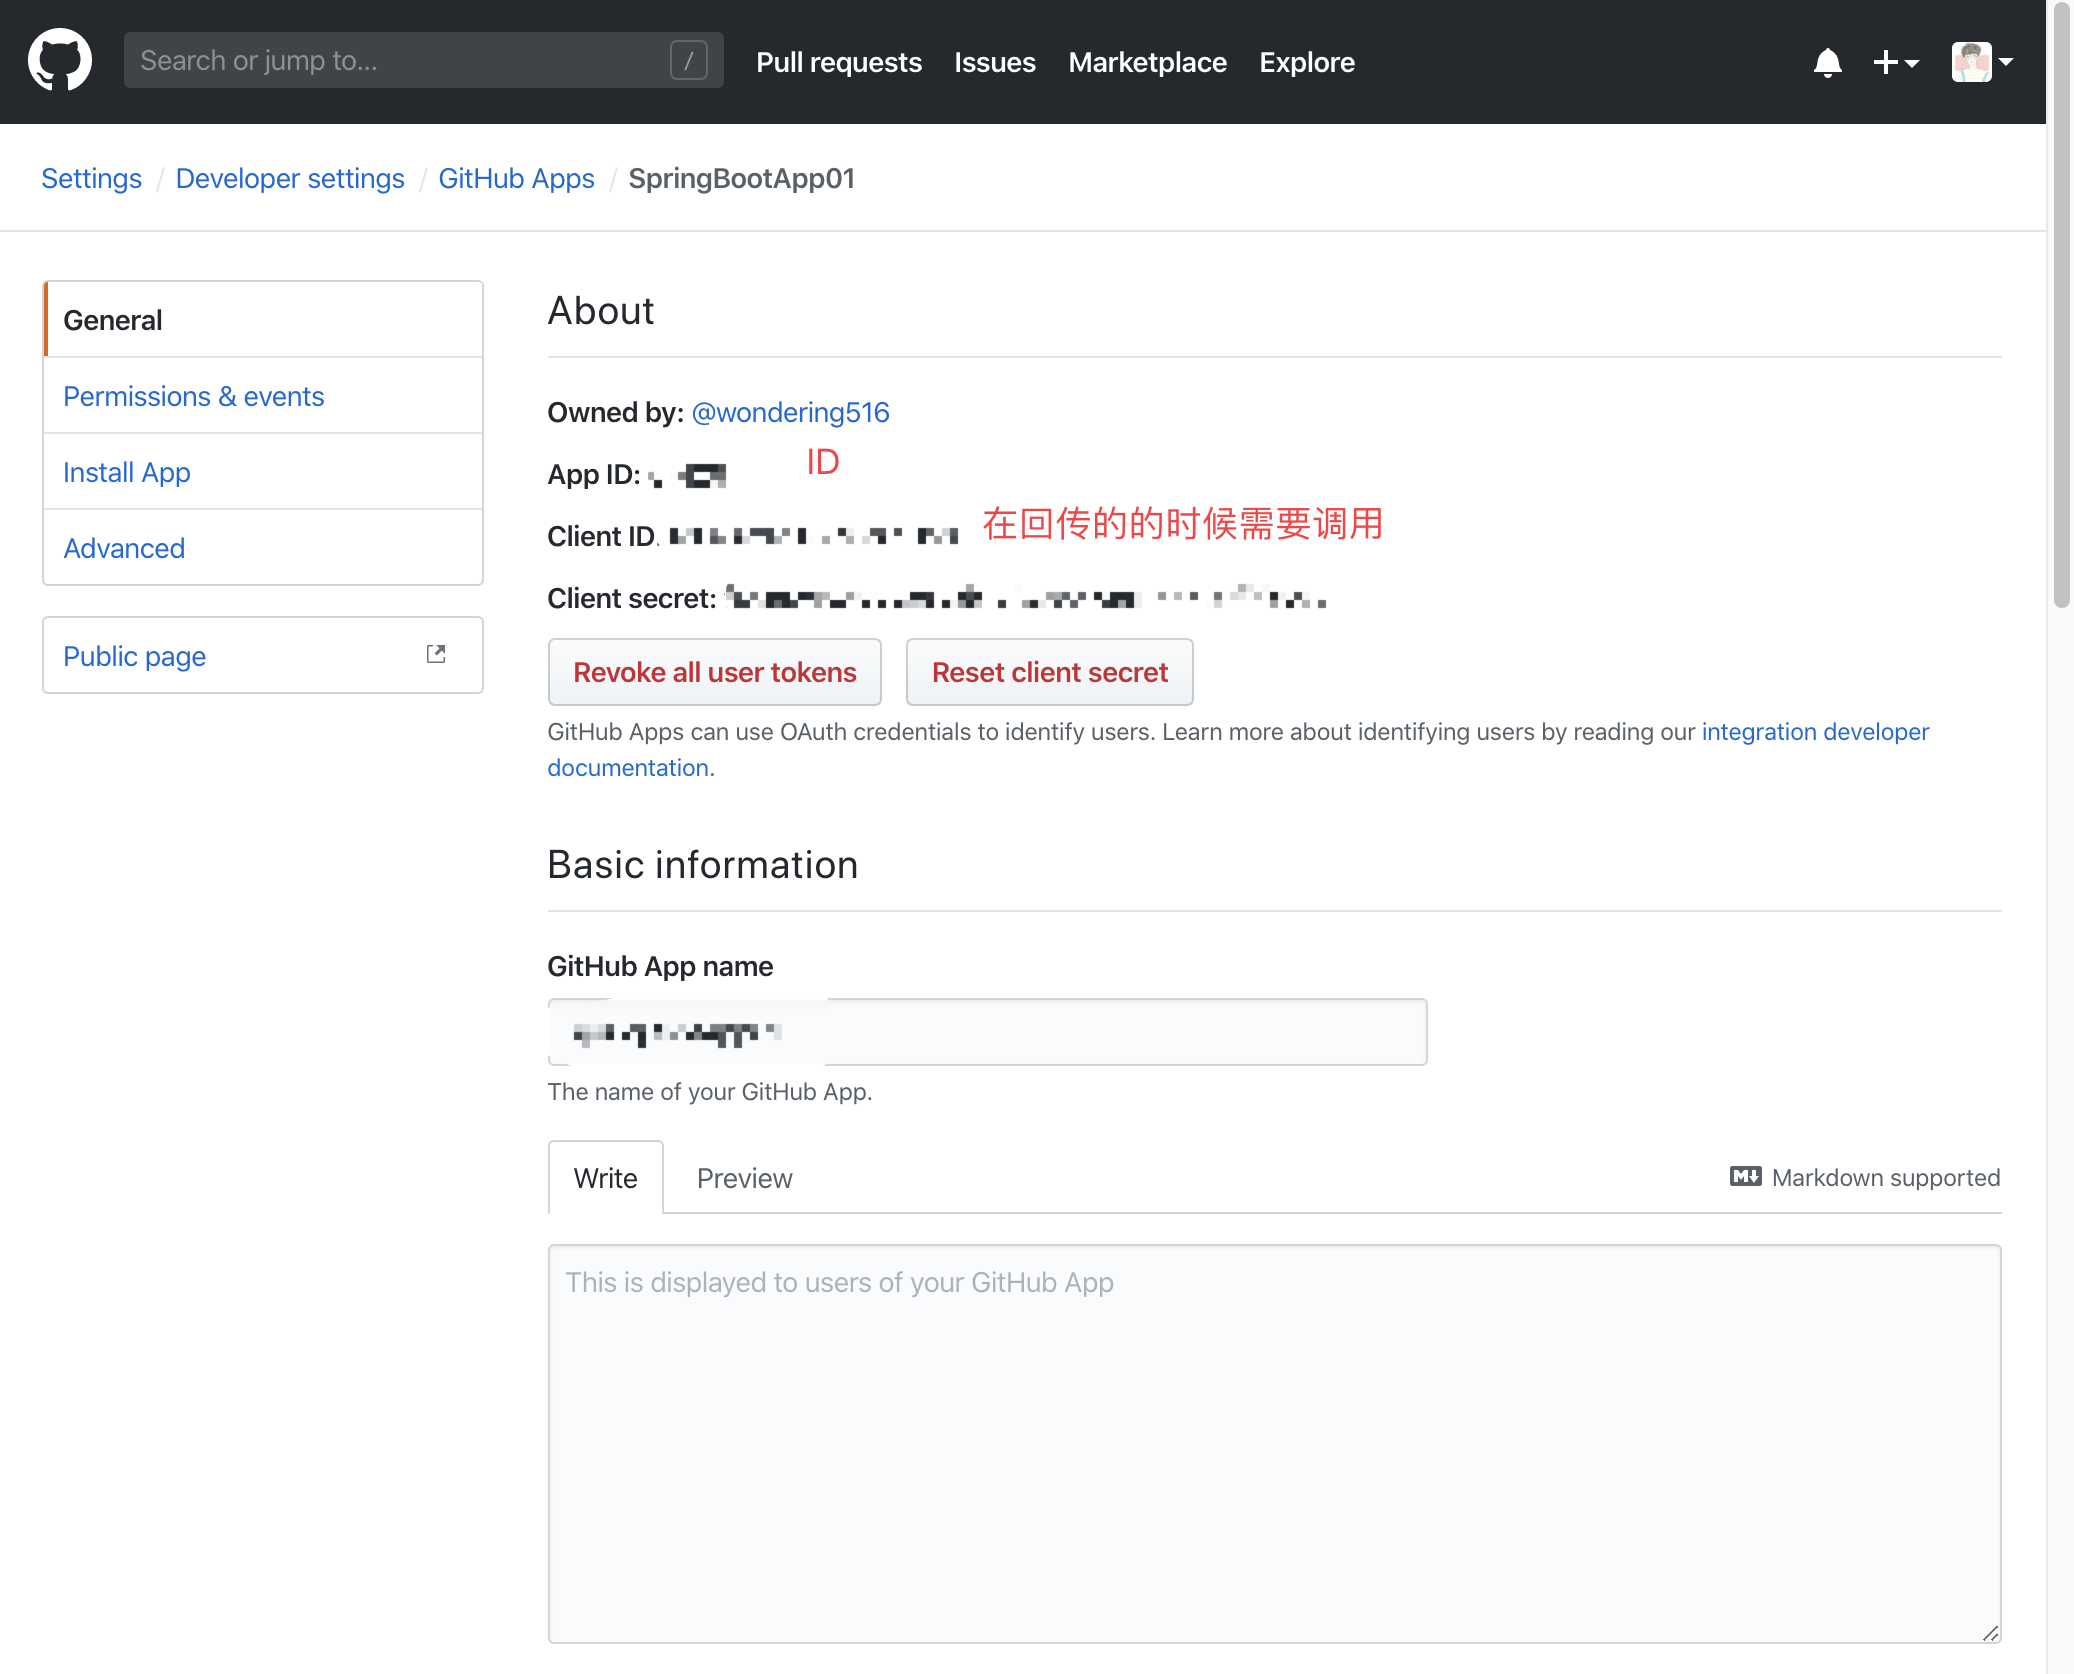 Search or jump to...
/
Pull requests
Issues
Marketplace
Explore
Settings / Developer settings / GitHub Apps / SpringBootApp01
General
Permissions & events
Install App
Advanced
Public page
About
Owned by: @wondering516
App ID:
ID
Client ID
在回传的的时候需要调用
Client secret:
Revoke all user tokens
Reset client secret
GitHub Apps can use OAuth credentials to identify users. Learn more about identifying users by reading our integration developer
documentation.
Basic information
GitHub App name
The name of your GitHub App.
Write
Preview
Markdown supported
This is displayed to users of your GitHub App